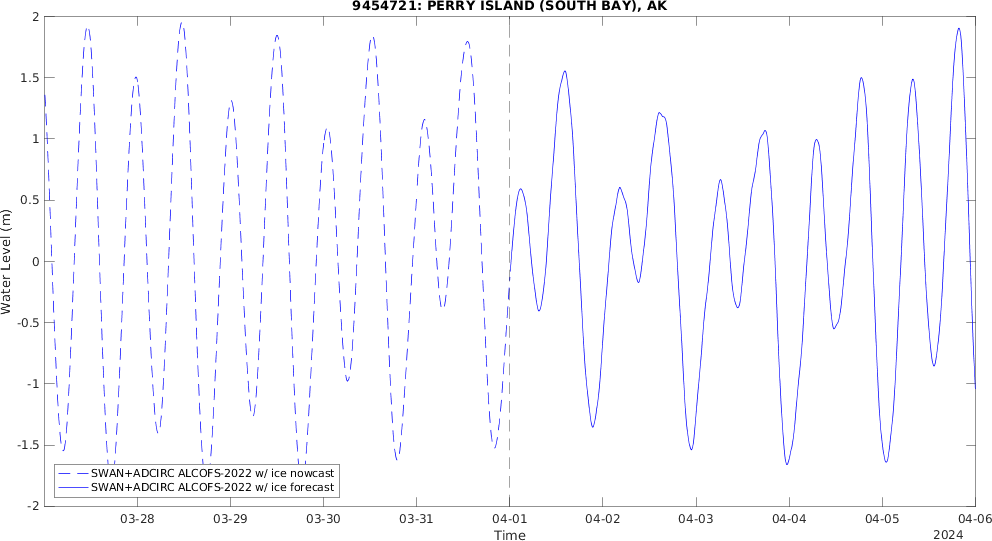 9454721: PERRY ISLAND (SOUTH BAY), AK
2
1.5
1
0.5
0
-0.5
-1
-1.5
-2
Water Level (m)
SWAN+ADCIRC ALCOFS-2022 w/ ice nowcast
SWAN+ADCIRC ALCOFS-2022 w/ ice forecast
03-28 03-29 03-30 03-31 04-01 04-02 04-03 04-04 04-05 04-06
Time
2024